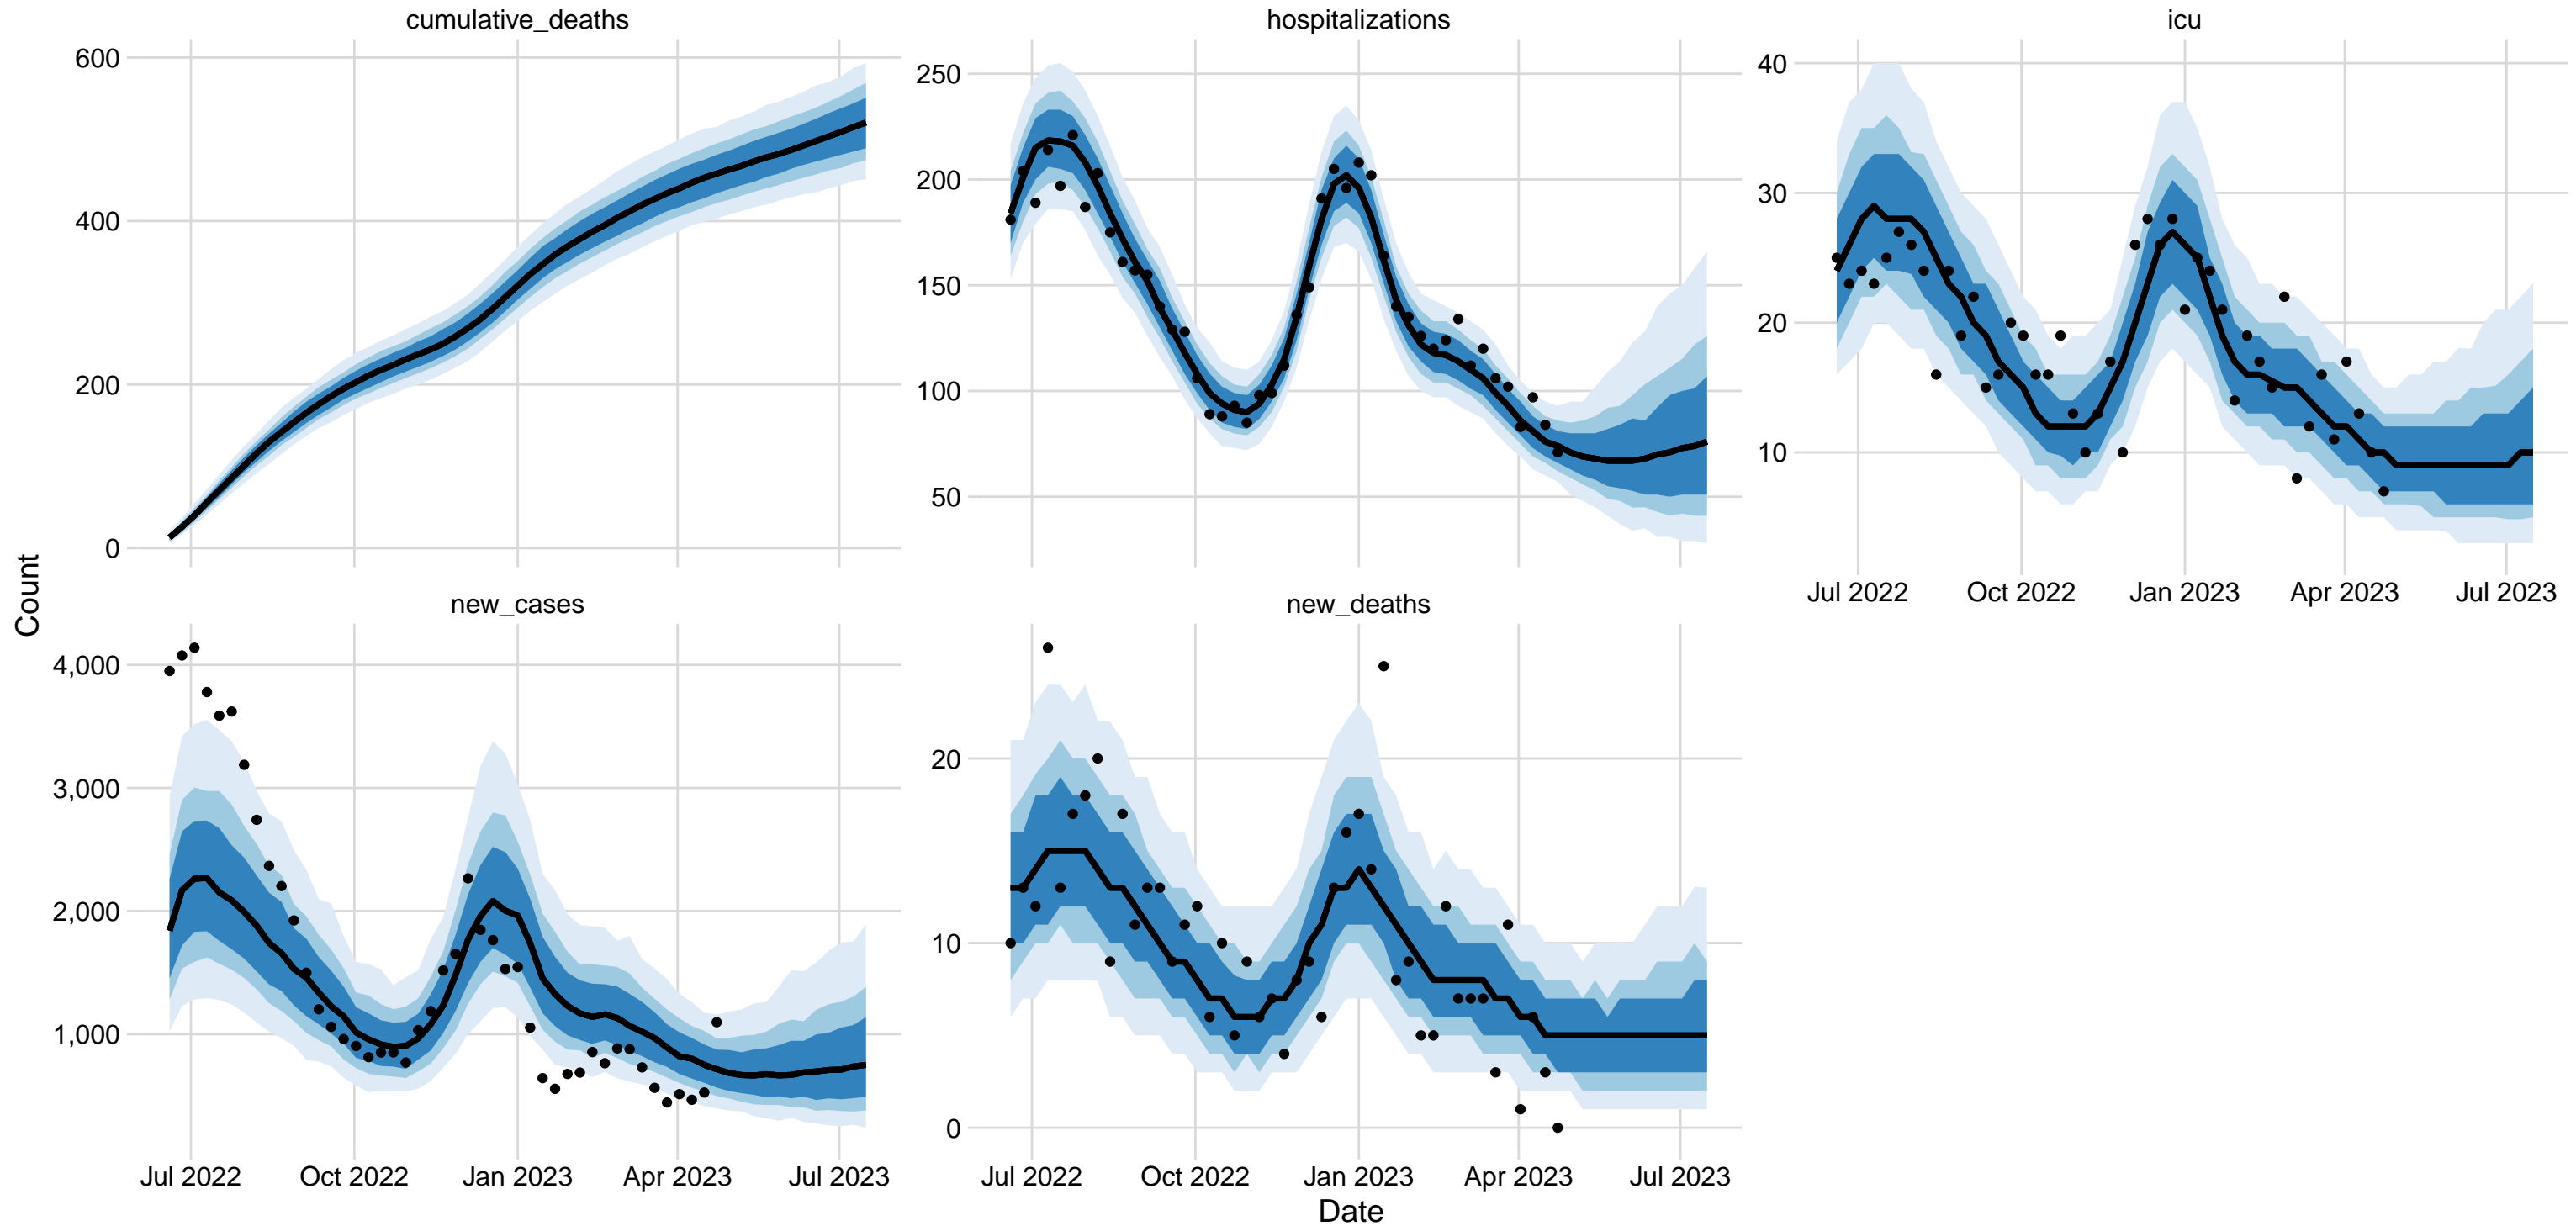 cumulative_deaths
hospitalizations
icu
600
400
200
0
250
200
150
100
50
40
30
20
10
Jul 2022 Oct 2022 Jan 2023 Apr 2023 Jul 2023
Count
new_cases
new_deaths
4,000
3,000
2,000
1,000
20
10
0
Jul 2022 Oct 2022 Jan 2023 Apr 2023 Jul 2023
Jul 2022 Oct 2022 Jan 2023 Apr 2023 Jul 2023
Date